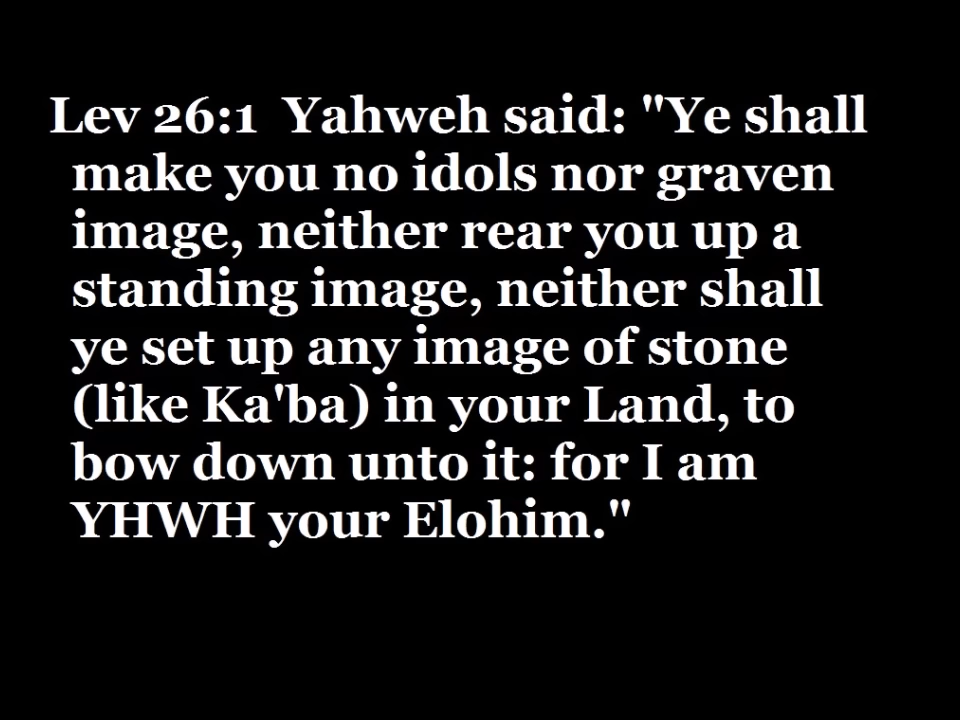 Lev 26:1 Yahweh said: "Ye shall
make you no idols nor graven
image, neither rear you up a
standing image, neither shall
ye set up any image of stone
(like Ka'ba) in your Land, to
bow down unto it: for I am
YHWH your Elohim."